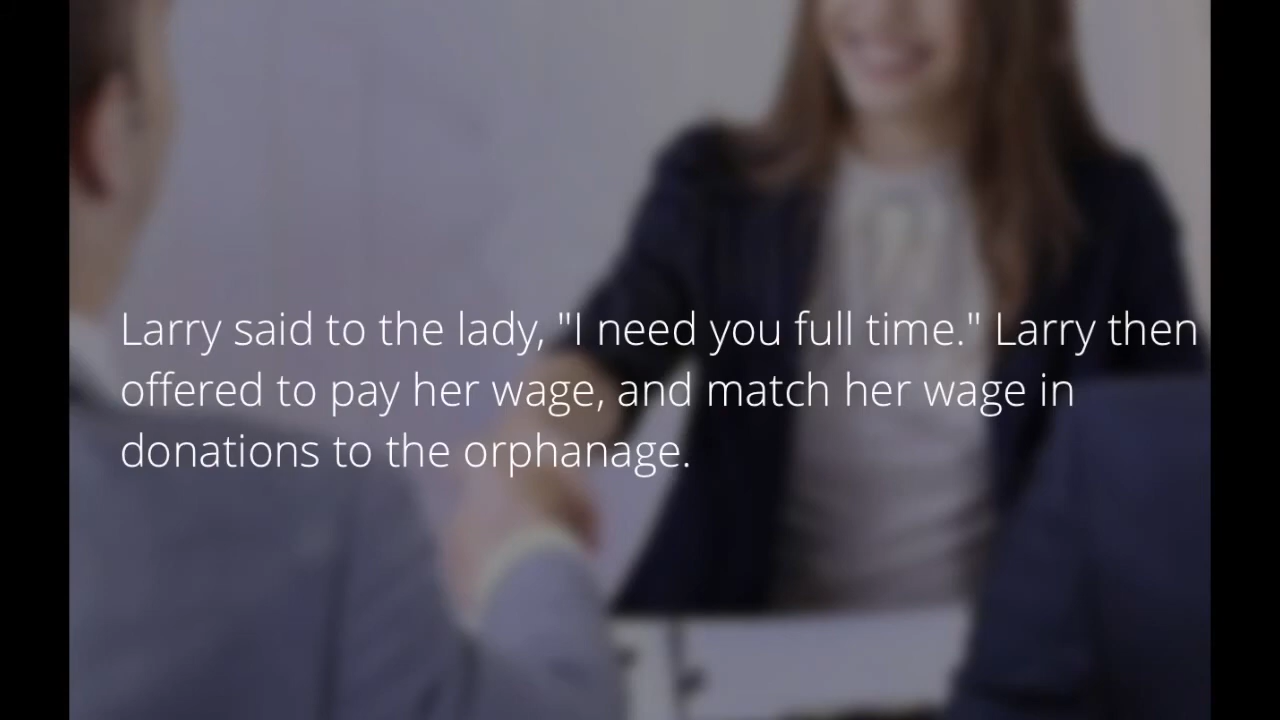 Larry said to the lady, "I need you full time." Larry then
offered to pay her wage, and match her wage in
donations to the orphanage.